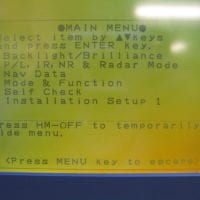 ●MAIN MENU●
elect item by ▲▼keys
and press ENTER Key.
Backlight/Brilliance
P/L, IR, NR & Radar Mode
Nav Data
Mode & Function
Self Check
Installation Setup 1
ress HM-OFF to temporarily
ide menu.
(Press MENU key to escape)